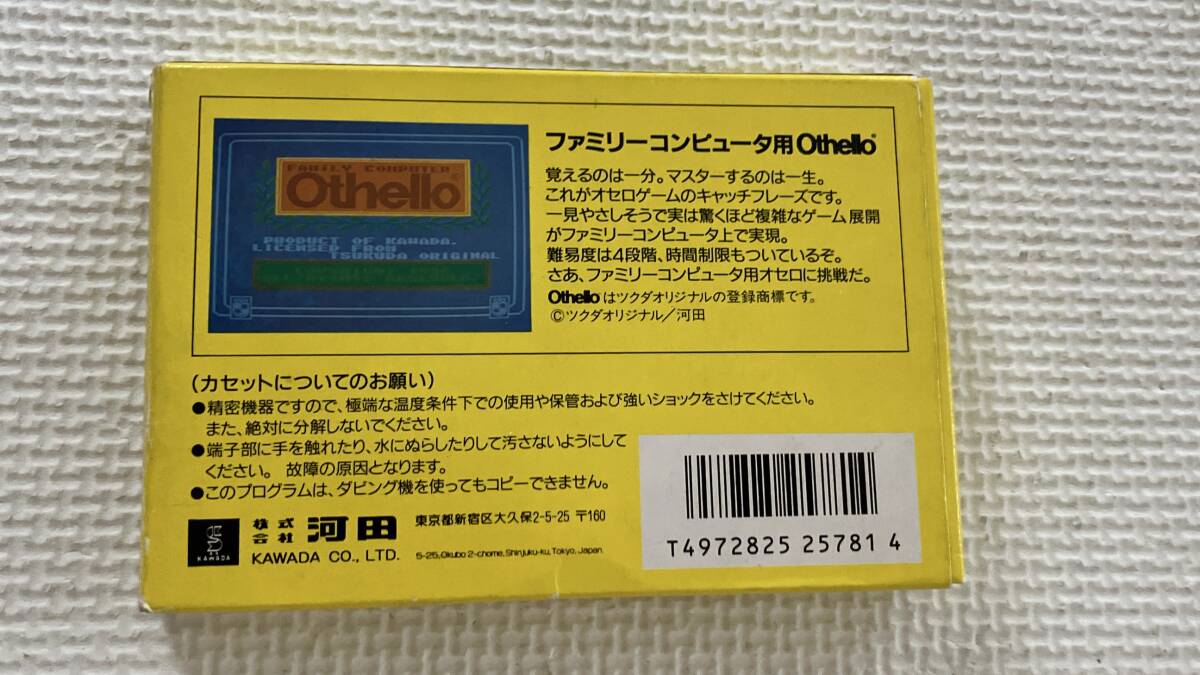 FAMILY COMPUTER
Othello®
PRODUCT OF KAWADA.
LICENSED FROM
TSUKUDA ORIGINAL
ファミリーコンピュータ用Othello®
覚えるのは一分。マスターするのは一生。
これがオセロゲームのキャッチフレーズです。
一見やさしそうで実は驚くほど複雑なゲーム展開
がファミリーコンピュータ上で実現。
難易度は4段階、時間制限もついているぞ。
さあ、ファミリーコンピュータ用オセロに挑戦だ。
Othelloはツクダオリジナルの登録商標です。
©ツクダオリジナル/河田
(カセットについてのお願い)
●精密機器ですので、極端な温度条件下での使用や保管および強いショックをさけてください。
また、絶対に分解しないでください。
●端子部に手を触れたり、水にぬらしたりして汚さないようにして
ください。 故障の原因となります。
●このプログラムは、ダビング機を使ってもコピーできません。
KAWADA
株式会社 河田
KAWADA CO., LTD.
東京都新宿区大久保2-5-25 〒160
5-25, Okubo 2-chome, Shinjuku-ku, Tokyo, Japan.
T4972825 25781 4